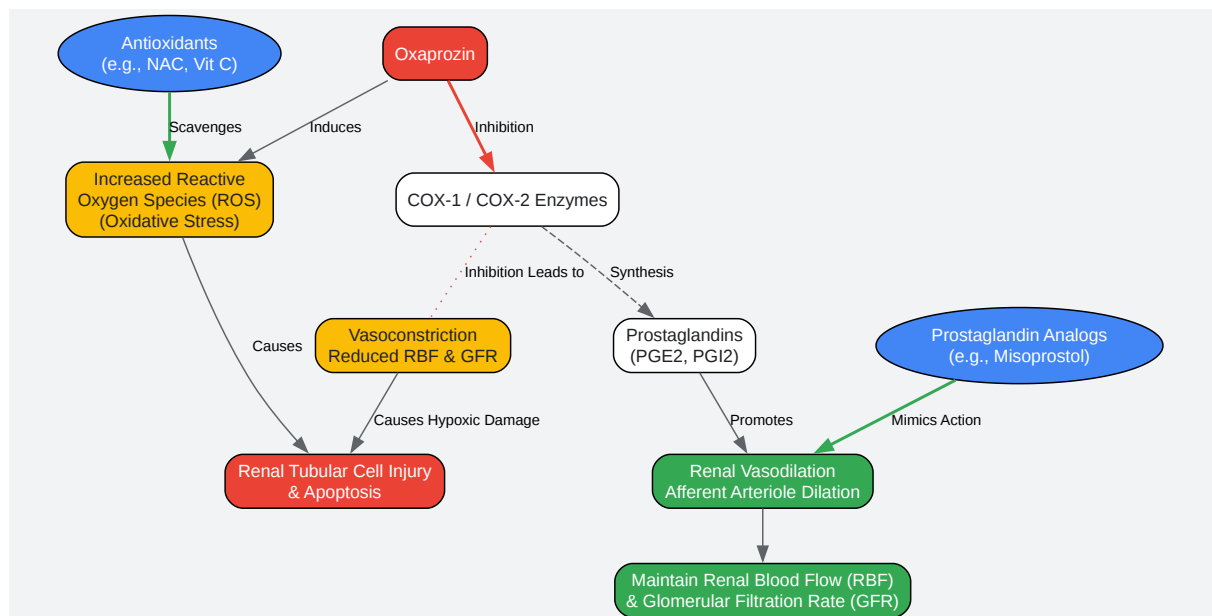 Antioxidants
(e.g., NAC, Vit C)
Oxaprozin
Scavenges
Induces
Inhibition
Increased Reactive
Oxygen Species (ROS)
(Oxidative Stress)
COX-1 / COX-2 Enzymes
Inhibition Leads to
Synthesis
Causes
Vasoconstriction
Reduced RBF & GFR
Prostaglandins
(PGE2, PGI2)
Prostaglandin Analogs
(e.g., Misoprostol)
Causes Hypoxic Damage
Promotes
Mimics Action
Renal Tubular Cell Injury
& Apoptosis
Renal Vasodilation
Afferent Arteriole Dilation
Maintain Renal Blood Flow (RBF)
& Glomerular Filtration Rate (GFR)